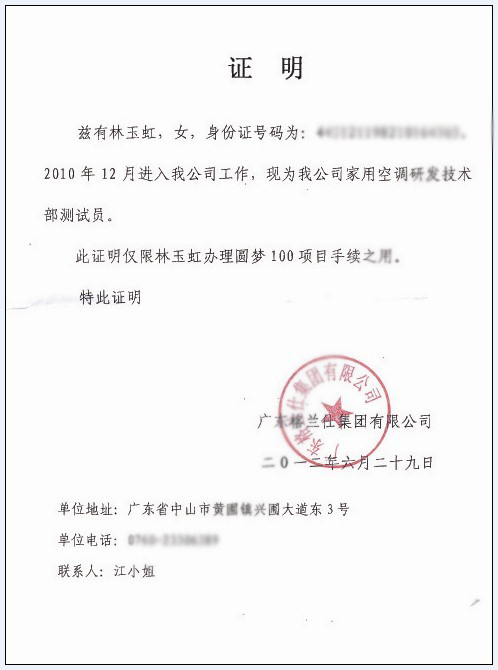 证 明
兹有林玉虹，女，身份证号码为：
2010 年 12 月进入我公司工作，现为我公司家用空调研发技术
部测试员。
此证明仅限林玉虹办理圆梦 100 项目手续之用。
特此证明
广东格兰仕集团有限公司
广东格兰仕集团有限公司
二0一二年六月二十九日
单位地址：广东省中山市黄圃镇兴圃大道东 3 号
单位电话：
联系人：江小姐